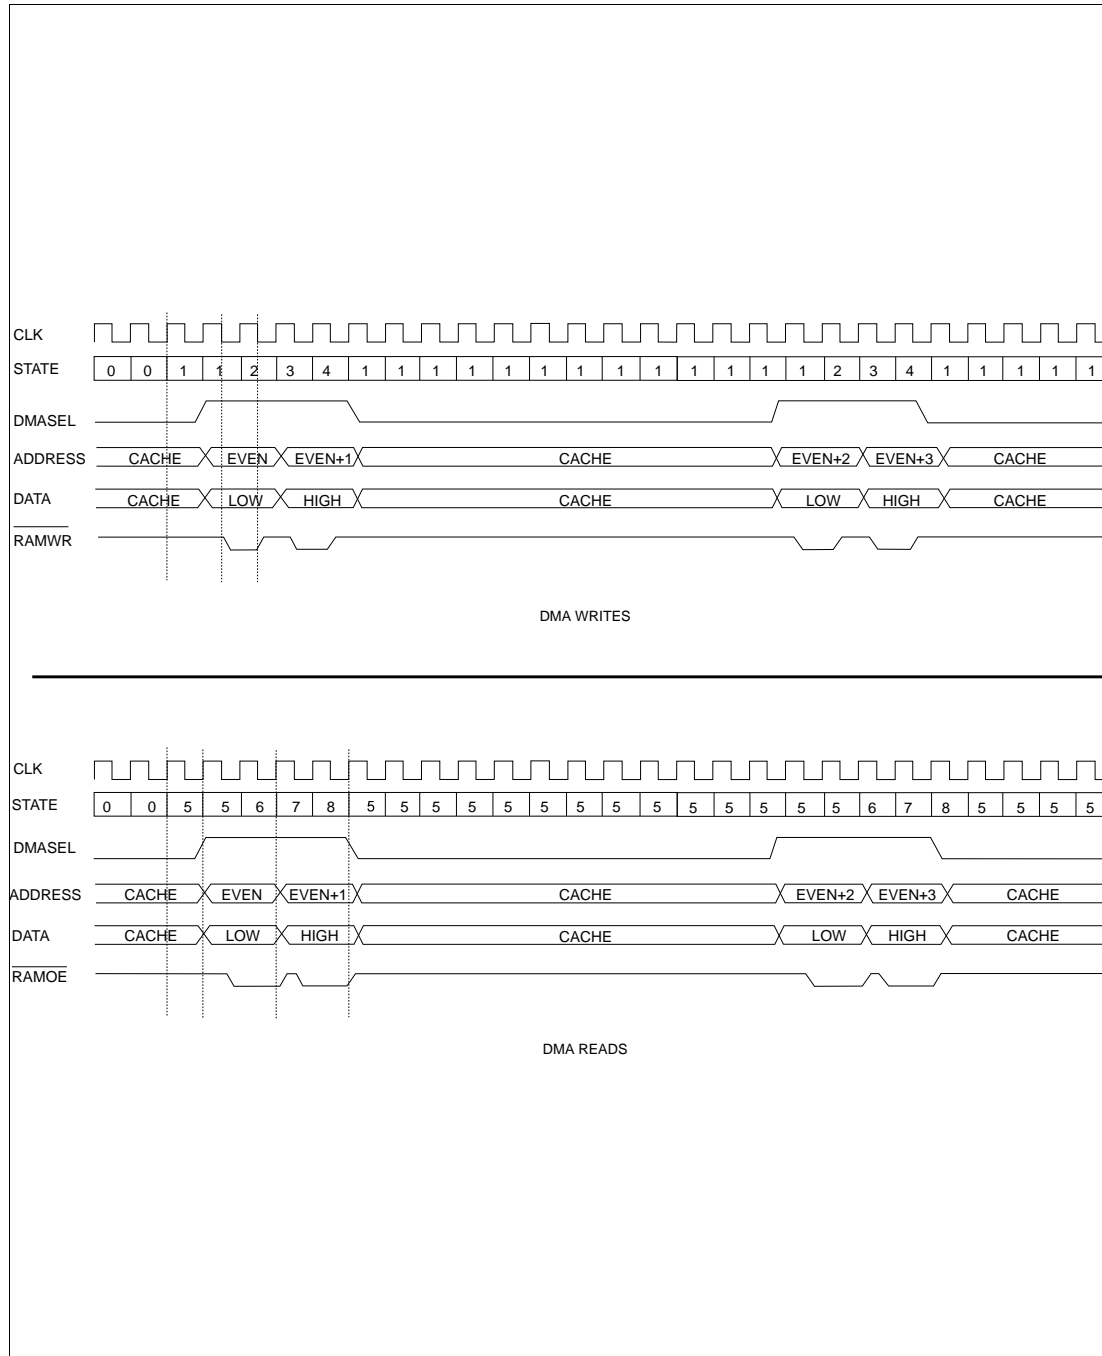 CLK
STATE 0 0 1 1 2 3 4 1 1 1 1 1 1 1 1 1 1 1 1 1 2 3 4 1 1 1 1 1
DMASEL
ADDRESS CACHE EVEN EVEN+1 CACHE EVEN+2 EVEN+3 CACHE
DATA CACHE LOW HIGH CACHE LOW HIGH CACHE
RAMWR
DMA WRITES
CLK
STATE 0 0 5 5 6 7 8 5 5 5 5 5 5 5 5 5 5 5 5 5 5 6 7 8 5 5 5 5
DMASEL
ADDRESS CACHE EVEN EVEN+1 CACHE EVEN+2 EVEN+3 CACHE
DATA CACHE LOW HIGH CACHE LOW HIGH CACHE
RAMOE
DMA READS